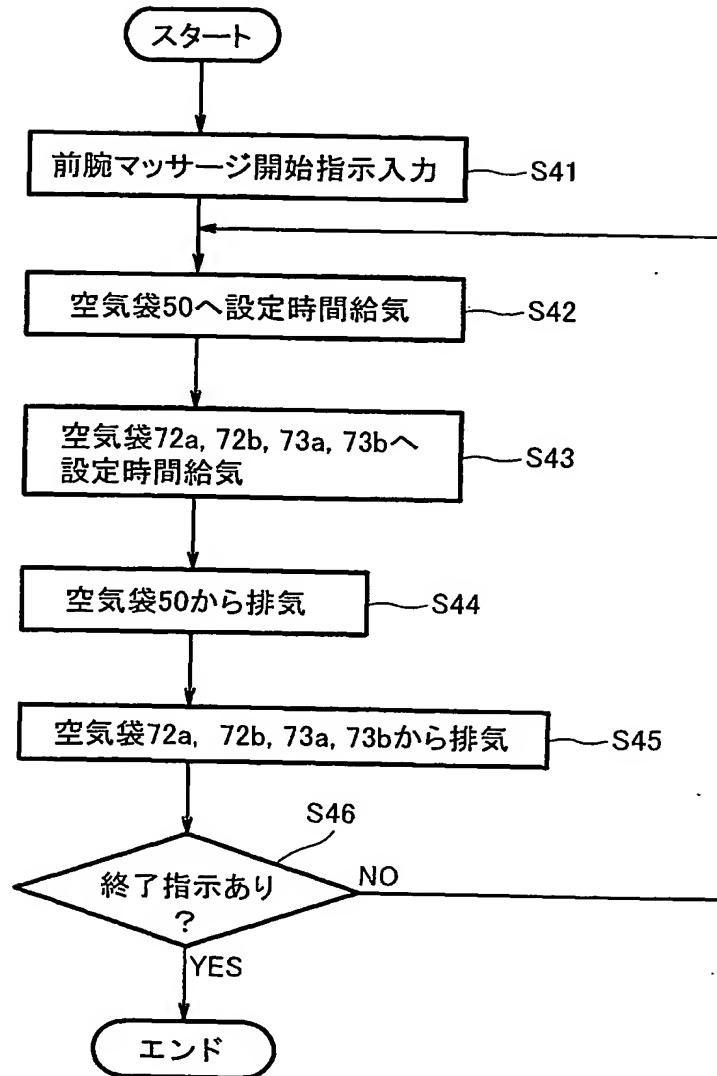 スタート
前腕マッサージ開始指示入力
S41
空気袋50へ設定時間給気
S42
空気袋72a, 72b, 73a, 73bへ
設定時間給気
S43
空気袋50から排気
S44
空気袋72a, 72b, 73a, 73bから排気
S45
S46
終了指示あり
?
NO
YES
エンド